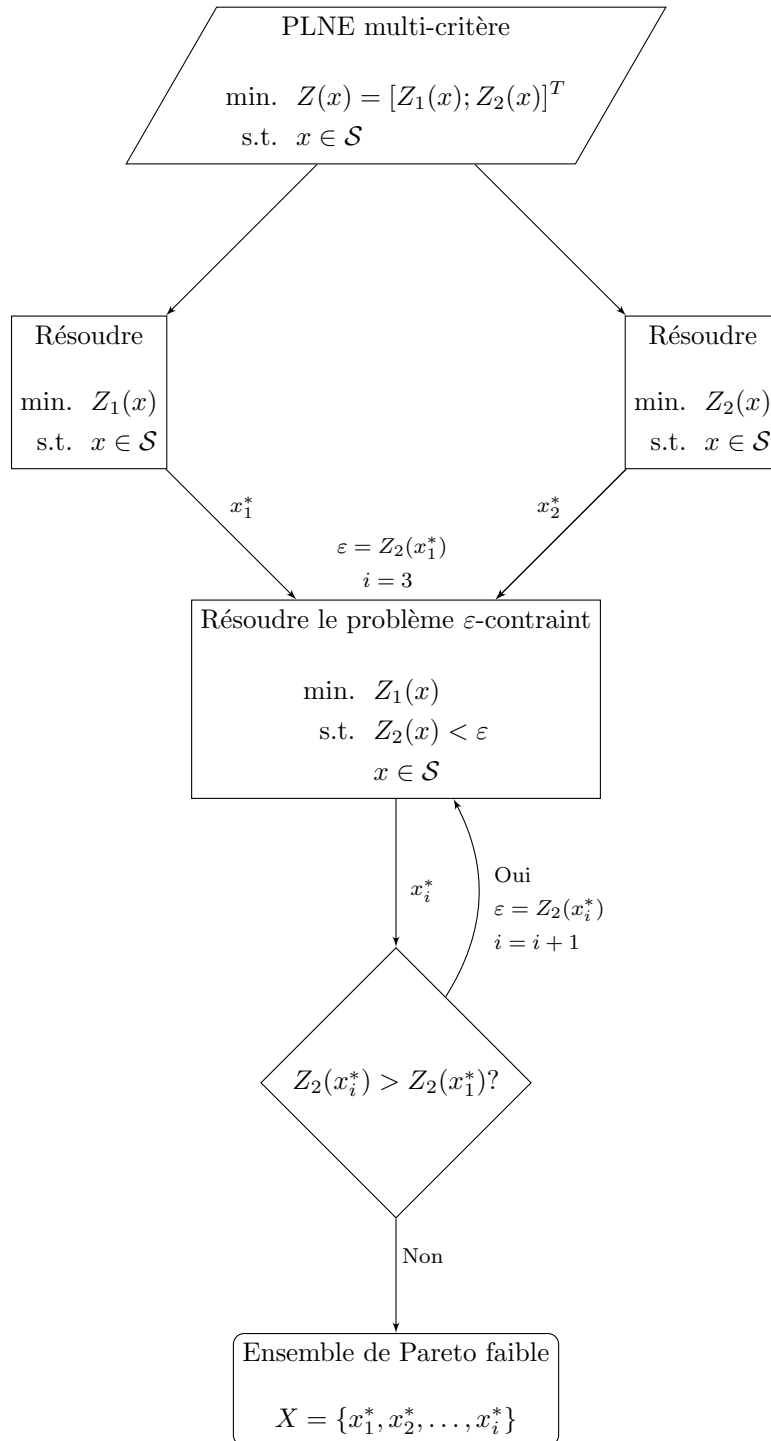 PLNE multi-critère
min. Z(x) = [Z₁(x); Z₂(x)]ᵀ
s.t. x ∈ 𝒮
Résoudre
min. Z₁(x)
s.t. x ∈ 𝒮
Résoudre
min. Z₂(x)
s.t. x ∈ 𝒮
x₁*
x₂*
ε = Z₂(x₁*)
i = 3
Résoudre le problème ε-contraint
min. Z₁(x)
s.t. Z₂(x) < ε
x ∈ 𝒮
x_i*
Oui
ε = Z₂(x_i*)
i = i + 1
Z₂(x_i*) > Z₂(x₁*)?
Non
Ensemble de Pareto faible
X = {x₁*, x₂*, . . . , x_i*}